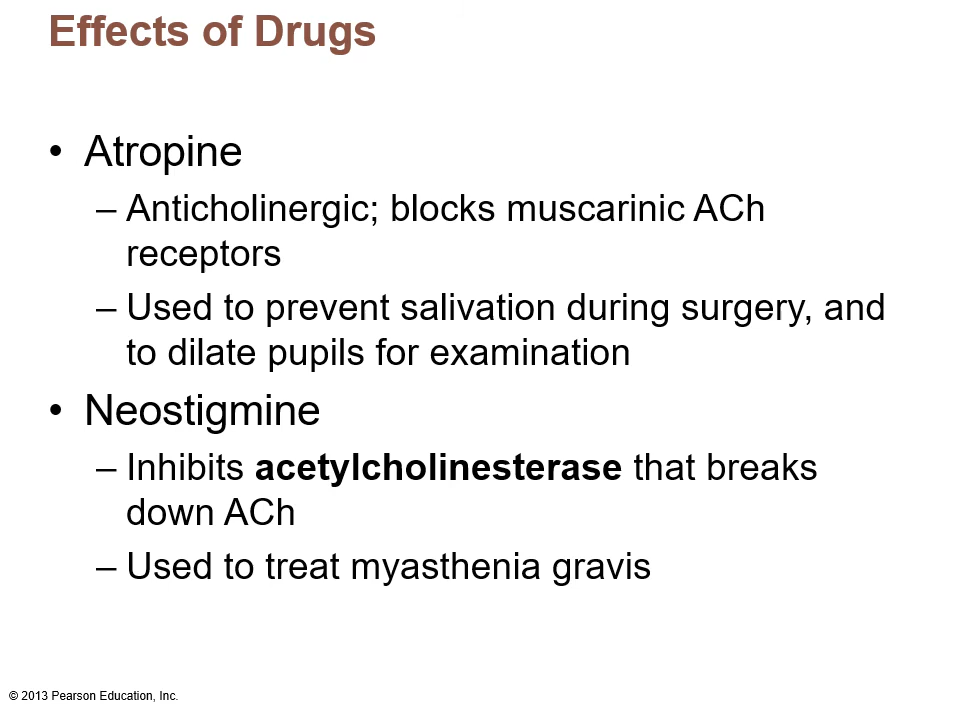 Effects of Drugs
• Atropine
– Anticholinergic; blocks muscarinic ACh
receptors
– Used to prevent salivation during surgery, and
to dilate pupils for examination
• Neostigmine
– Inhibits acetylcholinesterase that breaks
down ACh
– Used to treat myasthenia gravis
© 2013 Pearson Education, Inc.